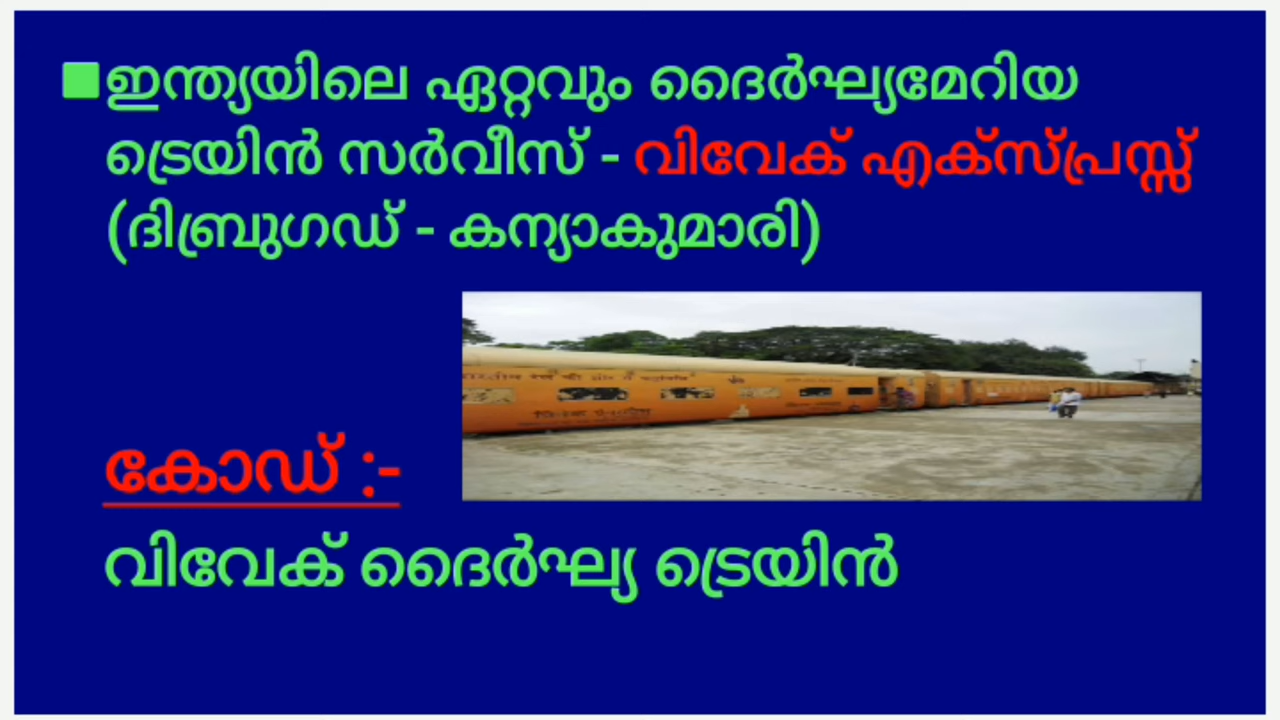 ഇന്ത്യയിലെ ഏറ്റവും ദൈർഘ്യമേറിയ
ട്രെയിൻ സർവീസ് - വിവേക് എക്സ്പ്രസ്സ്
(ദിബ്രുഗഡ് - കന്യാകുമാരി)
കോഡ് :-
വിവേക് ദൈർഘ്യ ട്രെയിൻ